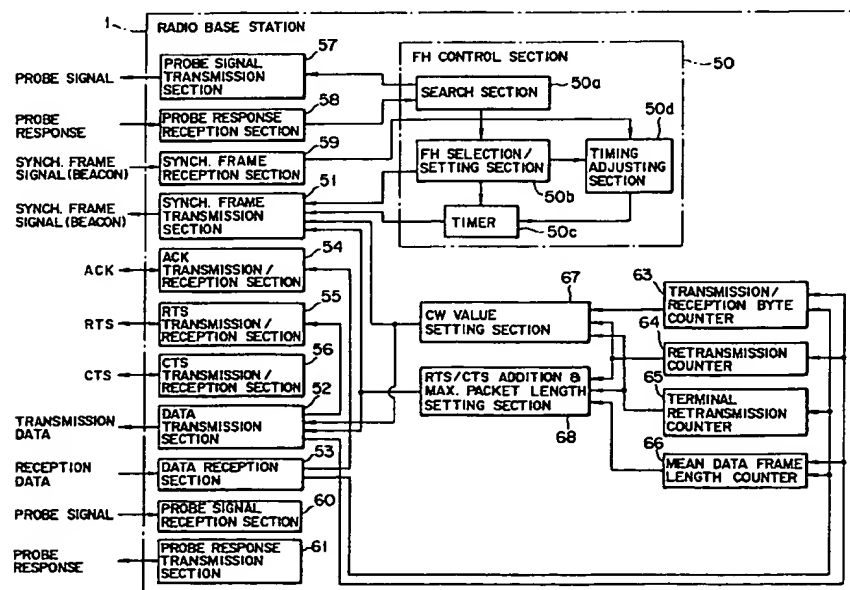 1
RADIO BASE STATION
57
PROBE SIGNAL
PROBE SIGNAL
TRANSMISSION
SECTION
58
PROBE
RESPONSE
PROBE RESPONSE
RECEPTION SECTION
59
SYNCH. FRAME
SIGNAL (BEACON)
SYNCH. FRAME
RECEPTION SECTION
51
SYNCH. FRAME
SIGNAL (BEACON)
SYNCH. FRAME
TRANSMISSION
SECTION
54
ACK
ACK
TRANSMISSION/
RECEPTION SECTION
55
RTS
RTS
TRANSMISSION/
RECEPTION SECTION
56
CTS
CTS
TRANSMISSION/
RECEPTION SECTION
52
TRANSMISSION
DATA
DATA
TRANSMISSION
SECTION
53
RECEPTION
DATA
DATA RECEPTION
SECTION
60
PROBE SIGNAL
PROBE SIGNAL
RECEPTION SECTION
61
PROBE
RESPONSE
PROBE RESPONSE
TRANSMISSION
SECTION
FH CONTROL SECTION
50
SEARCH SECTION
50a
50d
FH SELECTION/
SETTING SECTION
50b
TIMING
ADJUSTING
SECTION
TIMER
50c
67
CW VALUE
SETTING SECTION
RTS/CTS ADDITION &
MAX. PACKET LENGTH
SETTING SECTION
68
63
TRANSMISSION/
RECEPTION BYTE
COUNTER
64
RETRANSMISSION
COUNTER
65
TERMINAL
RETRANSMISSION
COUNTER
66
MEAN DATA FRAME
LENGTH COUNTER